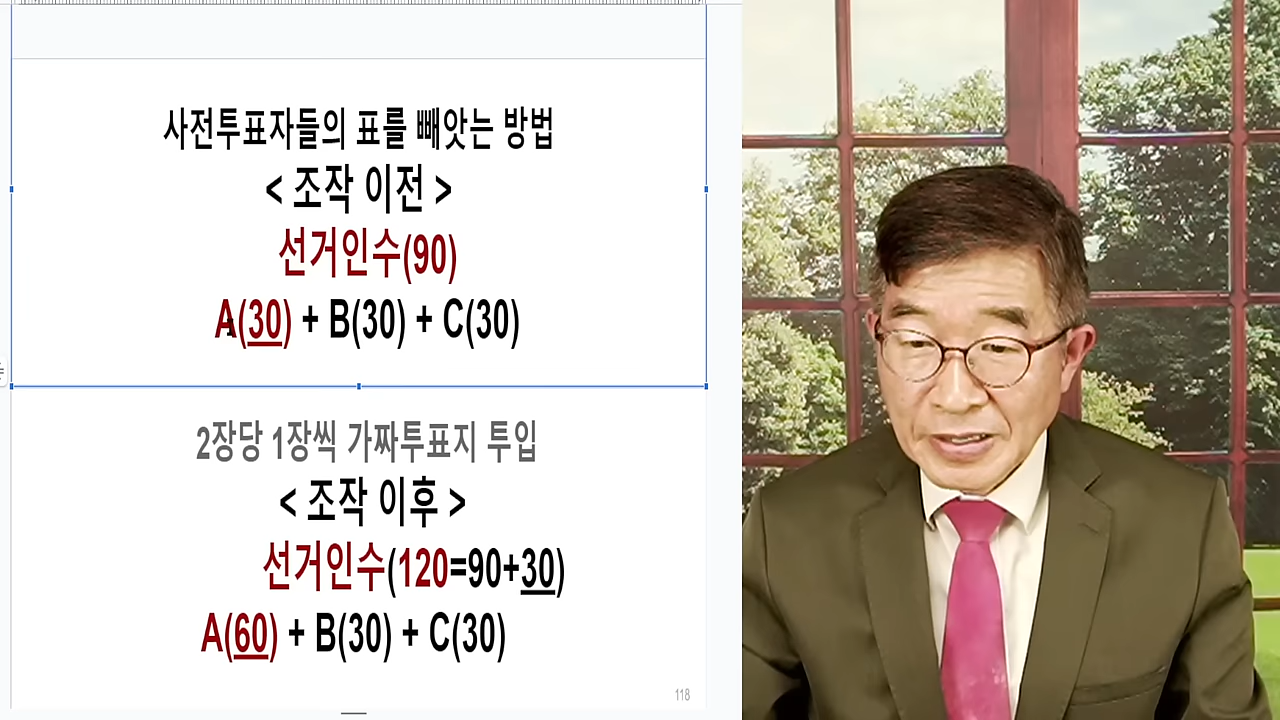 사전투표자들의 표를 빼앗는 방법
< 조작 이전 >
선거인수(90)
A(30) + B(30) + C(30)
2장당 1장씩 가짜투표지 투입
< 조작 이후 >
선거인수(120=90+30)
A(60) + B(30) + C(30)
118